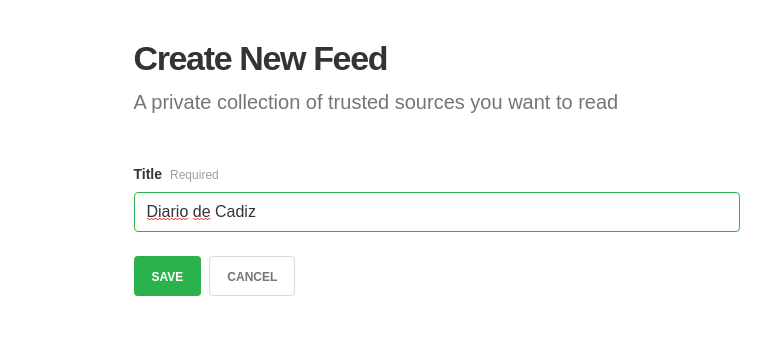 Create New Feed
A private collection of trusted sources you want to read
Title Required
Diario de Cadiz
SAVE CANCEL